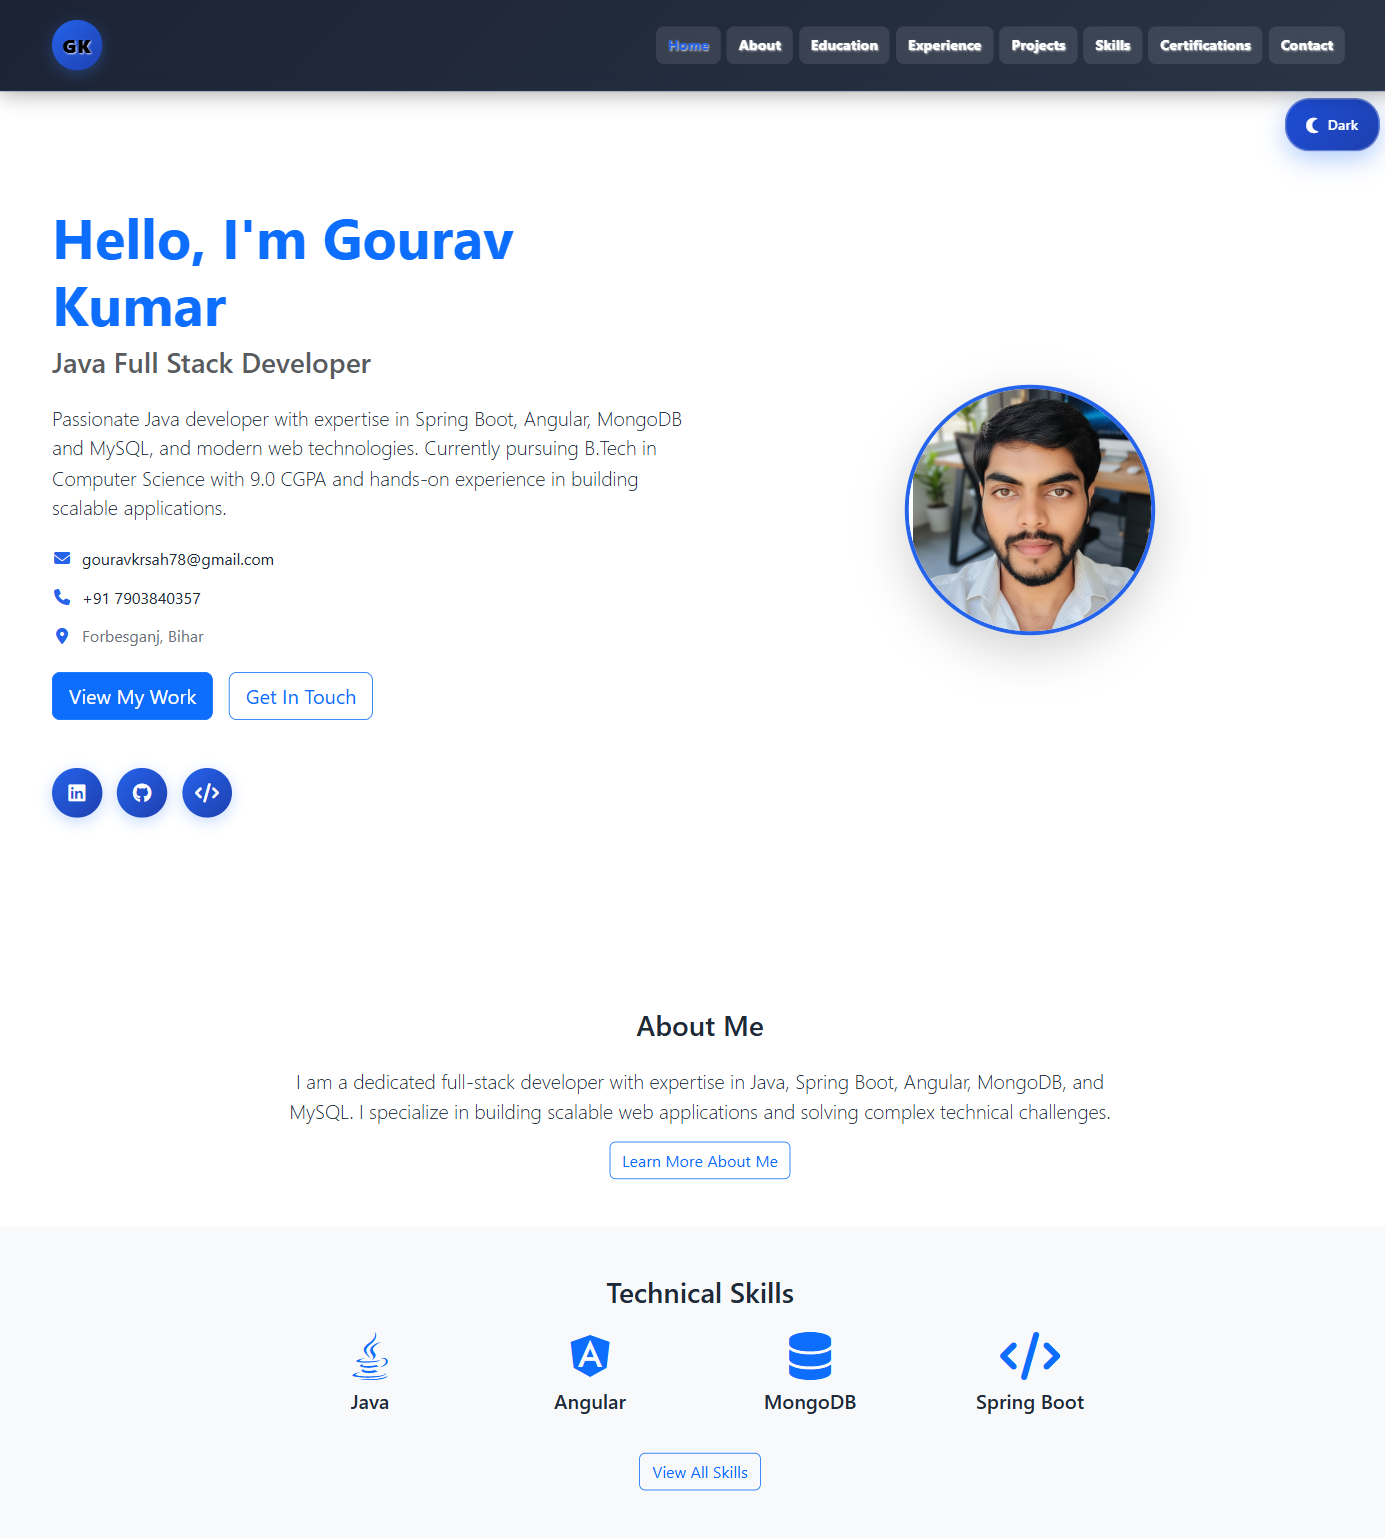 GK
Home About Education Experience Projects Skills Certifications Contact
Dark
Hello, I'm Gourav
Kumar
Java Full Stack Developer
Passionate Java developer with expertise in Spring Boot, Angular, MongoDB
and MySQL, and modern web technologies. Currently pursuing B.Tech in
Computer Science with 9.0 CGPA and hands-on experience in building
scalable applications.
gouravkrsah78@gmail.com
+91 7903840357
Forbesganj, Bihar
View My Work Get In Touch
About Me
I am a dedicated full-stack developer with expertise in Java, Spring Boot, Angular, MongoDB, and
MySQL. I specialize in building scalable web applications and solving complex technical challenges.
Learn More About Me
Technical Skills
Java Angular MongoDB Spring Boot
View All Skills